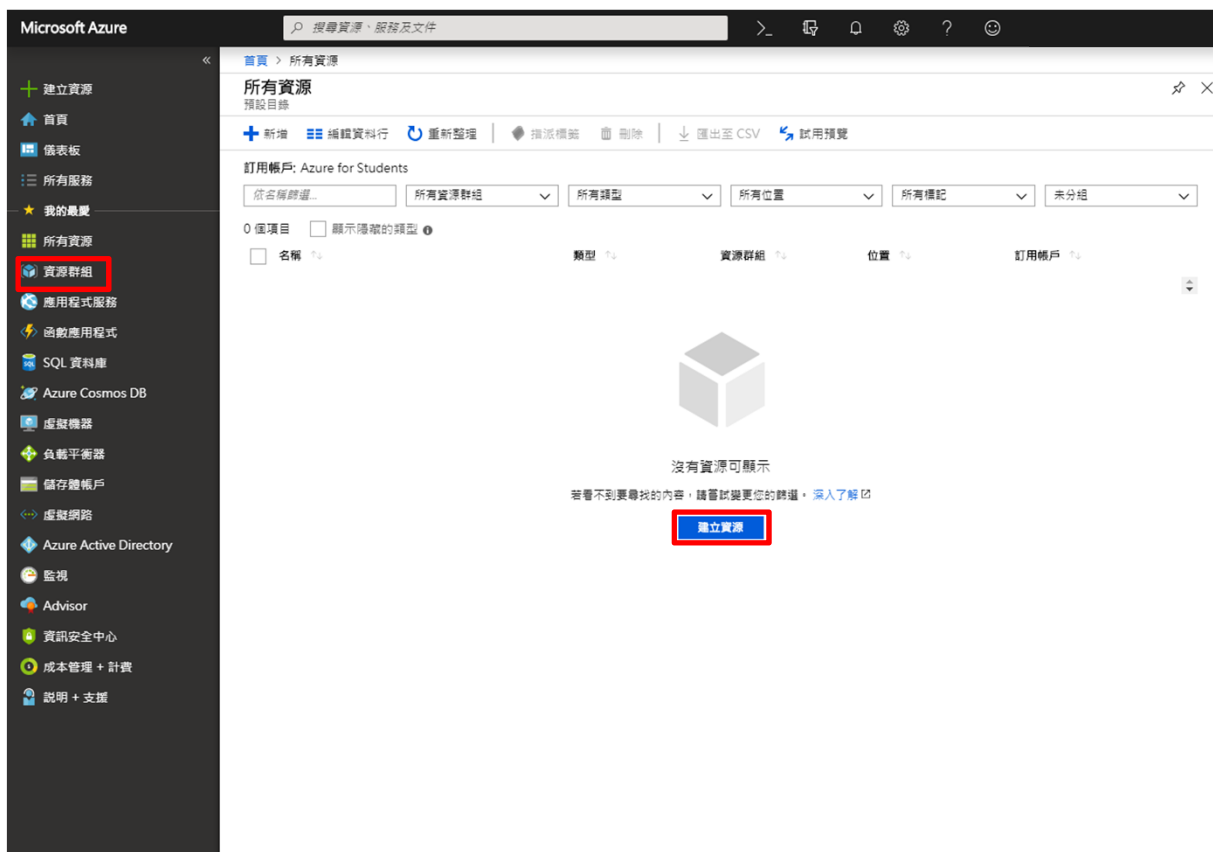 Microsoft Azure
搜尋資源、服務及文件
建立資源
首頁
儀表板
所有服務
我的最愛
所有資源
資源群組
應用程式服務
函數應用程式
SQL 資料庫
Azure Cosmos DB
虛擬機器
負載平衡器
儲存體帳戶
虛擬網路
Azure Active Directory
監視
Advisor
資訊安全中心
成本管理 + 計費
說明 + 支援
首頁 > 所有資源
所有資源
預設目錄
新增 編輯資料行 重新整理 指派標籤 刪除 匯出至 CSV 試用預覽
訂用帳戶: Azure for Students
依名稱篩選... 所有資源群組 所有類型 所有位置 所有標記 未分組
0 個項目 顯示隱藏的類型
名稱 類型 資源群組 位置 訂用帳戶
沒有資源可顯示
若看不到要尋找的內容，請嘗試變更您的篩選。 深入了解
建立資源